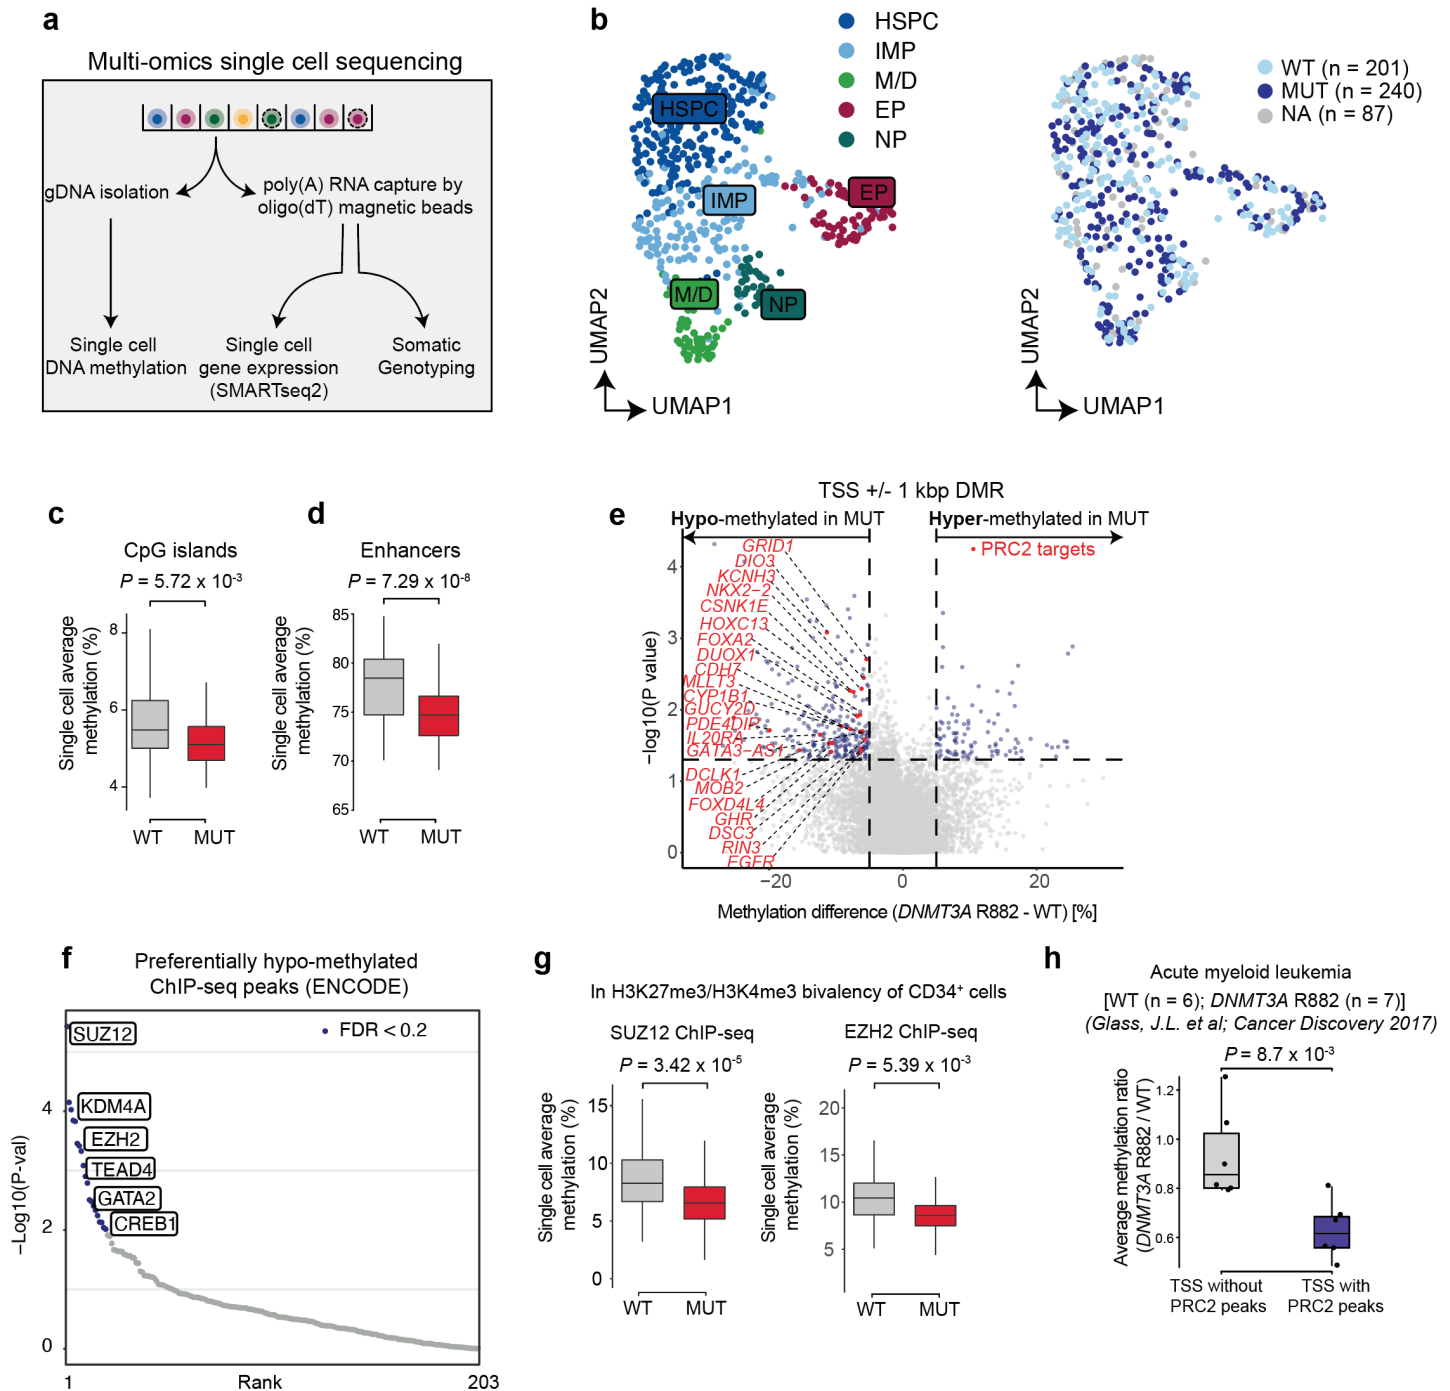 a
Multi-omics single cell sequencing
gDNA isolation
poly(A) RNA capture by
oligo(dT) magnetic beads
Single cell
DNA methylation
Single cell
gene expression
(SMARTseq2)
Somatic
Genotyping
b
HSPC
IMP
M/D
EP
NP
HSPC
IMP
EP
M/D
NP
UMAP2
UMAP1
WT (n = 201)
MUT (n = 240)
NA (n = 87)
UMAP2
UMAP1
c
CpG islands
P = 5.72 x 10-3
Single cell average
methylation (%)
8
6
4
WT
MUT
d
Enhancers
P = 7.29 x 10-8
Single cell average
methylation (%)
85
80
75
70
65
WT
MUT
e
TSS +/- 1 kbp DMR
Hypo-methylated in MUT
Hyper-methylated in MUT
• PRC2 targets
GRID1
DIO3
KCNH3
NKX2−2
CSNK1E
HOXC13
FOXA2
DUOX1
CDH7
MLLT3
CYP1B1
GUCY2D
PDE4DIP
IL20RA
GATA3−AS1
DCLK1
MOB2
FOXD4L4
GHR
DSC3
RIN3
EGFR
−log10(P value)
4
3
2
1
0
−20
0
20
Methylation difference (DNMT3A R882 - WT) [%]
f
Preferentially hypo-methylated
ChIP-seq peaks (ENCODE)
FDR < 0.2
SUZ12
KDM4A
EZH2
TEAD4
GATA2
CREB1
−Log10(P-val)
4
2
0
1
Rank
203
g
In H3K27me3/H3K4me3 bivalency of CD34+ cells
SUZ12 ChIP-seq
P = 3.42 x 10-5
Single cell average
methylation (%)
15
10
5
0
WT
MUT
EZH2 ChIP-seq
P = 5.39 x 10-3
Single cell average
methylation (%)
20
15
10
5
WT
MUT
h
Acute myeloid leukemia
[WT (n = 6); DNMT3A R882 (n = 7)]
(Glass, J.L. et al; Cancer Discovery 2017)
P = 8.7 x 10-3
Average methylation ratio
(DNMT3A R882 / WT)
1.2
1.0
0.8
0.6
TSS without
PRC2 peaks
TSS with
PRC2 peaks